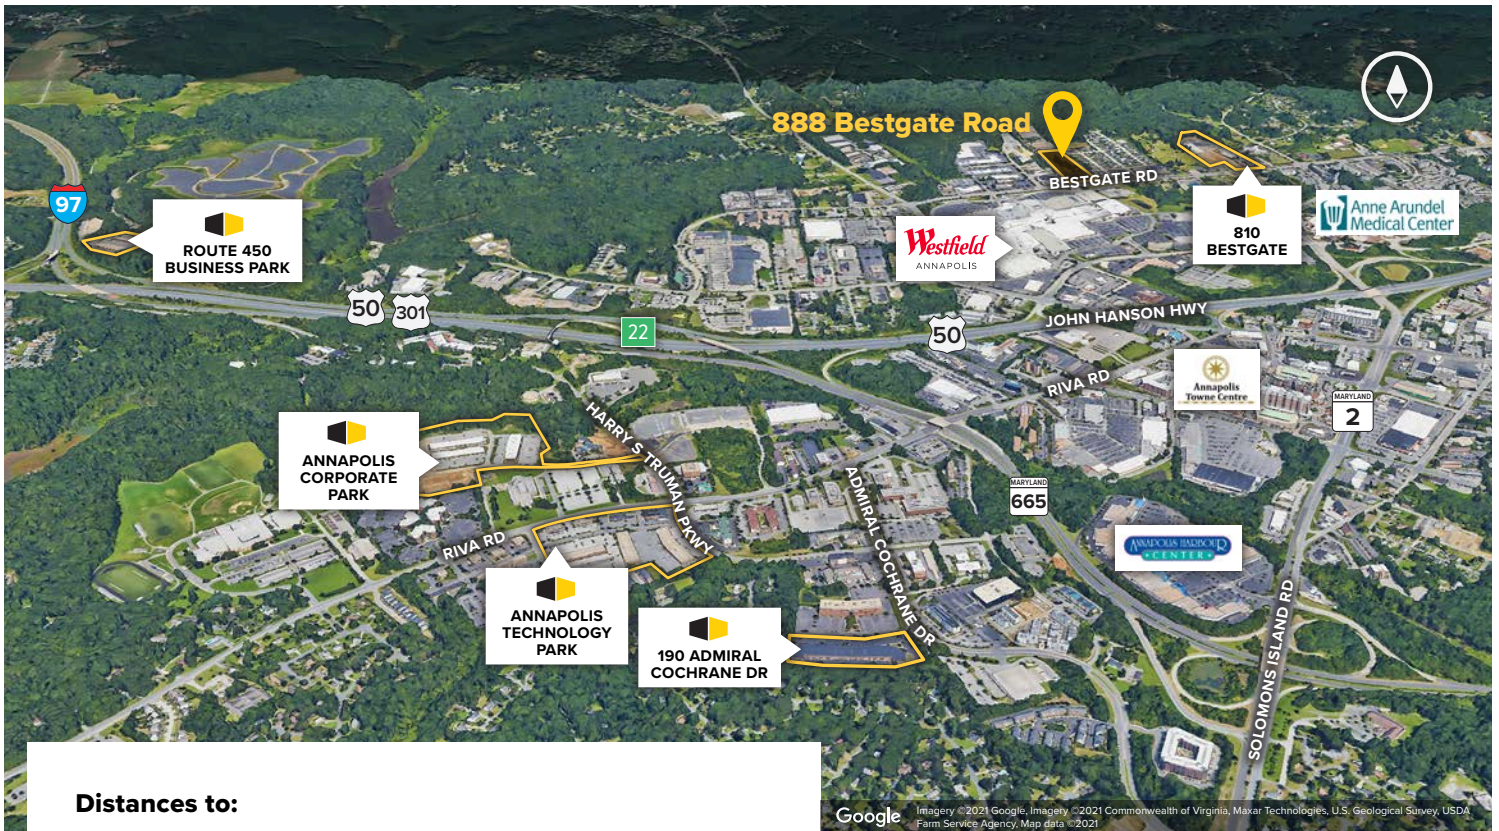 888 Bestgate Road
BESTGATE RD
97
ROUTE 450
BUSINESS PARK
Westfield
ANNAPOLIS
810
BESTGATE
Anne Arundel
Medical Center
50
301
22
50
JOHN HANSON HWY
RIVA RD
Annapolis
Towne Centre
MARYLAND
2
ANNAPOLIS
CORPORATE
PARK
HARRY S TRUMAN PKWY
ADMIRAL COCHRANE DR
MARYLAND
665
RIVA RD
ANNAPOLIS HARBOUR
CENTER
ANNAPOLIS
TECHNOLOGY
PARK
190 ADMIRAL
COCHRANE DR
SOLOMONS ISLAND RD
Distances to:
Google
Imagery ©2021 Google, Imagery ©2021 Commonwealth of Virginia, Maxar Technologies, U.S. Geological Survey, USDA
Farm Service Agency, Map data ©2021